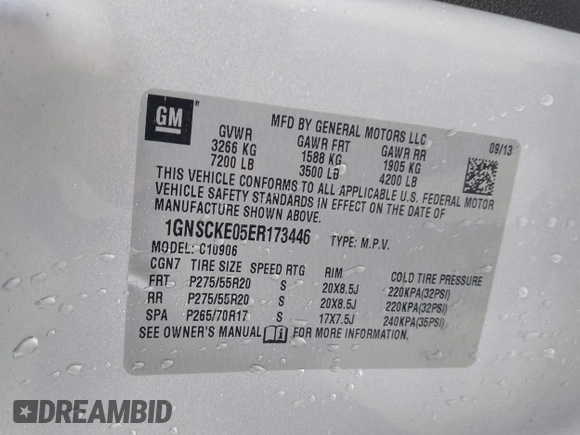 GM ®
MFD BY GENERAL MOTORS LLC
09/13
GVWR GAWR FRT GAWR RR
3266 KG 1588 KG 1905 KG
7200 LB 3500 LB 4200 LB
THIS VEHICLE CONFORMS TO ALL APPLICABLE U.S. FEDERAL MOTOR
VEHICLE SAFETY STANDARDS IN EFFECT ON THE DATE OF
MANUFACTURE SHOWN ABOVE.
1GNSCKE05ER173446 TYPE: M.P.V.
MODEL: C10906
CGN7 TIRE SIZE SPEED RTG RIM COLD TIRE PRESSURE
FRT P275/55R20 S 20X8.5J 220KPA(32PSI)
RR P275/55R20 S 20X8.5J 220KPA(32PSI)
SPA P265/70R17 S 17X7.5J 240KPA(35PSI)
SEE OWNER'S MANUAL FOR MORE INFORMATION.
DREAMBID